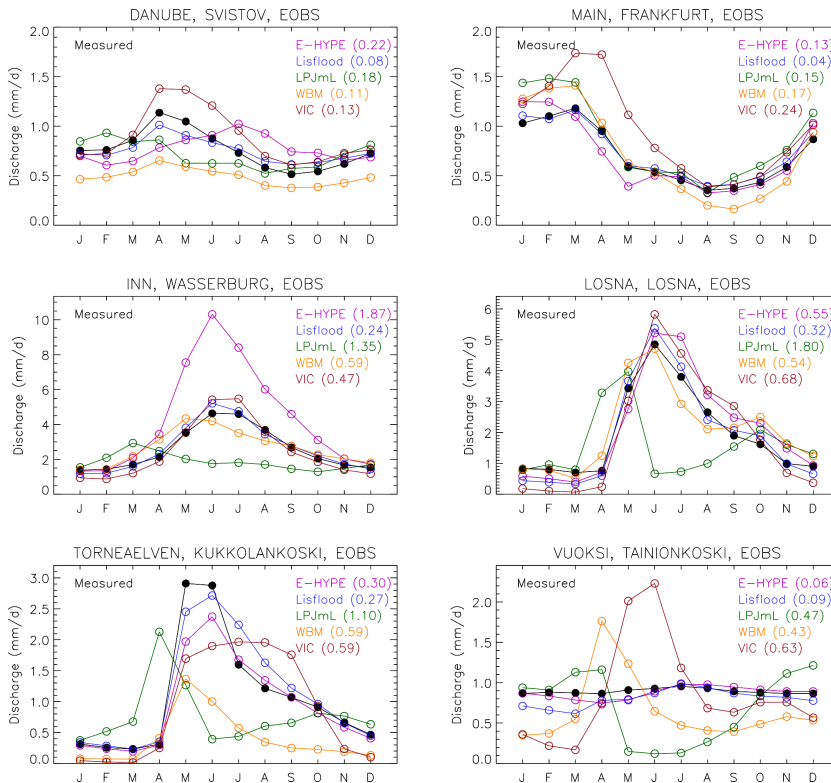 DANUBE, SVISTOV, EOBS
Measured
E-HYPE (0.22)
Lisflood (0.08)
LPJmL (0.18)
WBM (0.11)
VIC (0.13)
Discharge (mm/d)
2.0
1.5
1.0
0.5
0.0
J F M A M J J A S O N D
MAIN, FRANKFURT, EOBS
Measured
E-HYPE (0.13)
Lisflood (0.04)
LPJmL (0.15)
WBM (0.17)
VIC (0.24)
Discharge (mm/d)
2.0
1.5
1.0
0.5
0.0
J F M A M J J A S O N D
INN, WASSERBURG, EOBS
Measured
E-HYPE (1.87)
Lisflood (0.24)
LPJmL (1.35)
WBM (0.59)
VIC (0.47)
Discharge (mm/d)
10
8
6
4
2
0
J F M A M J J A S O N D
LOSNA, LOSNA, EOBS
Measured
E-HYPE (0.55)
Lisflood (0.32)
LPJmL (1.80)
WBM (0.54)
VIC (0.68)
Discharge (mm/d)
6
5
4
3
2
1
0
J F M A M J J A S O N D
TORNEAELVEN, KUKKOLANKOSKI, EOBS
Measured
E-HYPE (0.30)
Lisflood (0.27)
LPJmL (1.10)
WBM (0.59)
VIC (0.59)
Discharge (mm/d)
3.0
2.5
2.0
1.5
1.0
0.5
0.0
J F M A M J J A S O N D
VUOKSI, TAINIONKOSKI, EOBS
Measured
E-HYPE (0.06)
Lisflood (0.09)
LPJmL (0.47)
WBM (0.43)
VIC (0.63)
Discharge (mm/d)
2.0
1.5
1.0
0.5
0.0
J F M A M J J A S O N D